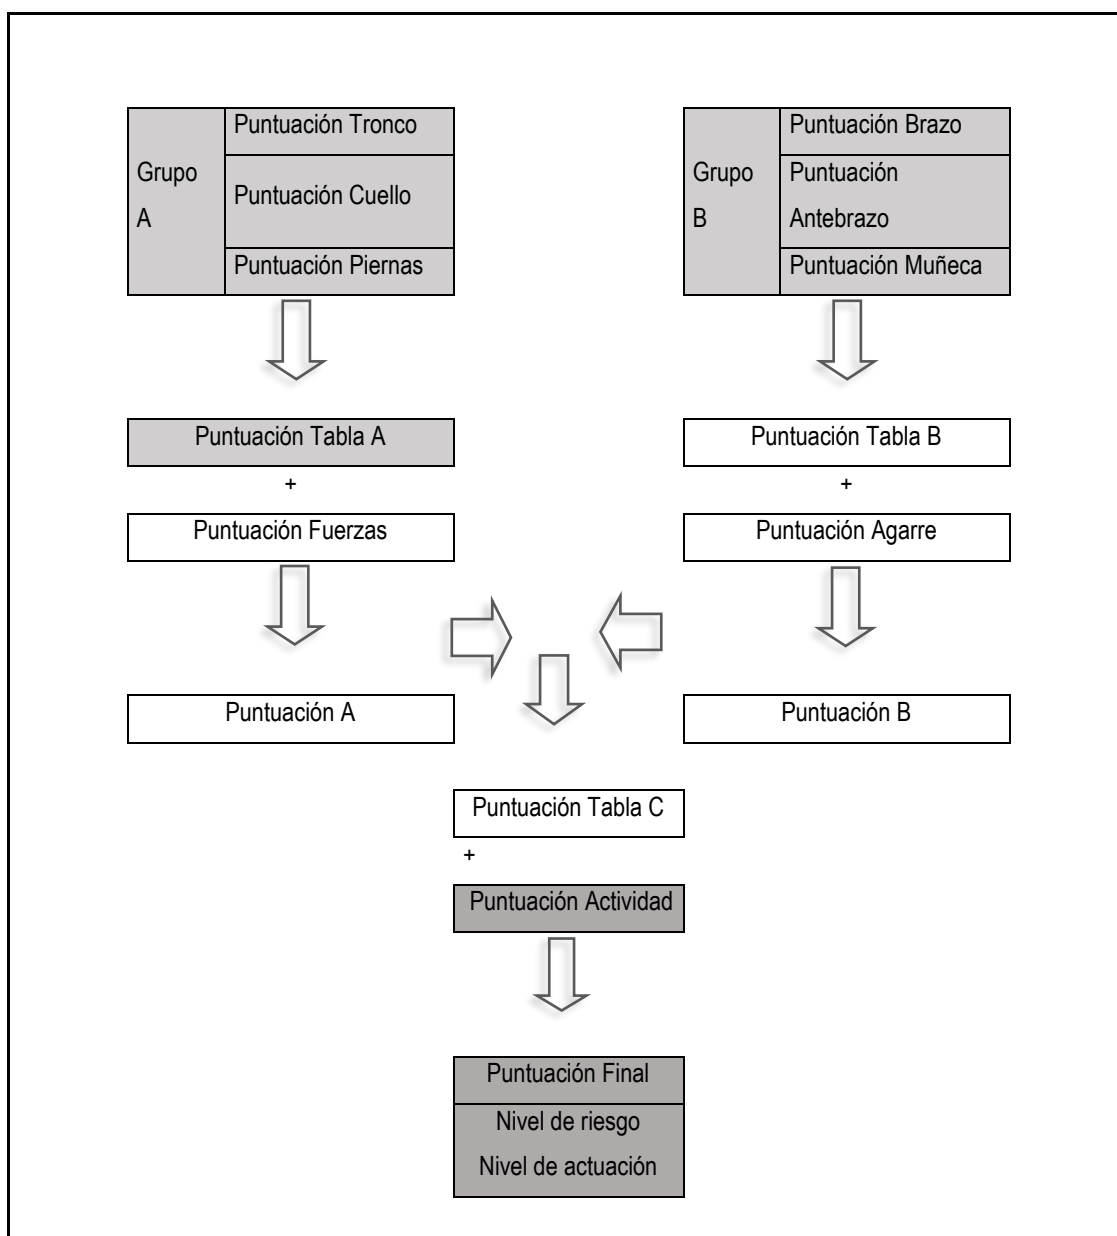 Grupo
A
Puntuación Tronco
Puntuación Cuello
Puntuación Piernas
Grupo
B
Puntuación Brazo
Puntuación
Antebrazo
Puntuación Muñeca
Puntuación Tabla A
+
Puntuación Fuerzas
Puntuación Tabla B
+
Puntuación Agarre
Puntuación A
Puntuación B
Puntuación Tabla C
+
Puntuación Actividad
Puntuación Final
Nivel de riesgo
Nivel de actuación